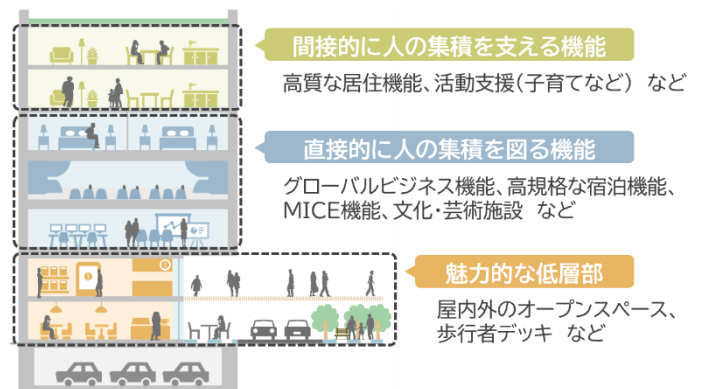 間接的に人の集積を支える機能
高質な居住機能、活動支援(子育てなど) など
直接的に人の集積を図る機能
グローバルビジネス機能、高規格な宿泊機能、
MICE機能、文化・芸術施設 など
魅力的な低層部
屋内外のオープンスペース、
歩行者デッキ など